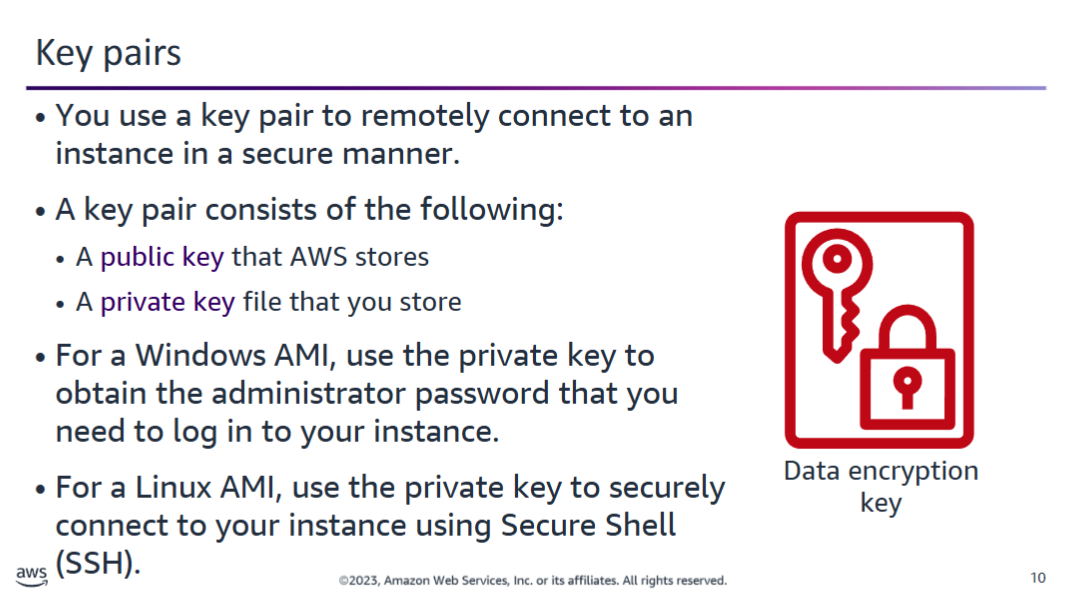 Key pairs
• You use a key pair to remotely connect to an
instance in a secure manner.
• A key pair consists of the following:
• A public key that AWS stores
• A private key file that you store
• For a Windows AMI, use the private key to
obtain the administrator password that you
need to log in to your instance.
• For a Linux AMI, use the private key to securely
connect to your instance using Secure Shell
(SSH).
Data encryption
key
aws
©2023, Amazon Web Services, Inc. or its affiliates. All rights reserved.
10